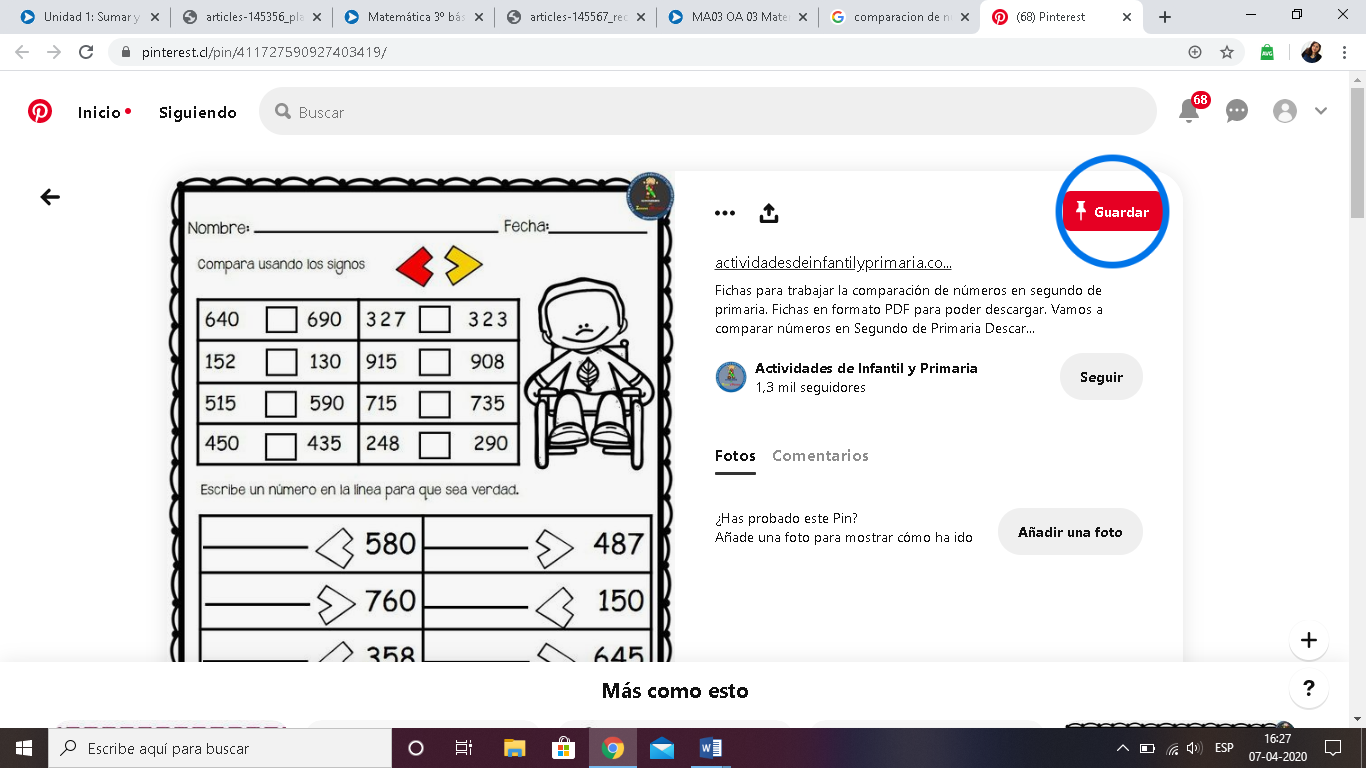 Unidad 1: Sumar y
articles-145356_pla
Matemática 3º bás
articles-145567_rec
MA03 OA 03 Mate
comparacion de n
(68) Pinterest
pinterest.cl/pin/411727590927403419/
AVG
Inicio
Siguiendo
Buscar
68
Nombre: Fecha:
Compara usando los signos
640 690 327 323
152 130 915 908
515 590 715 735
450 435 248 290
Escribe un número en la línea para que sea verdad.
580 487
760 150
358 645
Guardar
actividadesdeinfantilyprimaria.co...
Fichas para trabajar la comparación de números en segundo de
primaria. Fichas en formato PDF para poder descargar. Vamos a
comparar números en Segundo de Primaria Descar...
Actividades de Infantil y Primaria
1,3 mil seguidores
Seguir
Fotos Comentarios
¿Has probado este Pin?
Añade una foto para mostrar cómo ha ido
Añadir una foto
Más como esto
Escribe aquí para buscar
ESP
16:27
07-04-2020